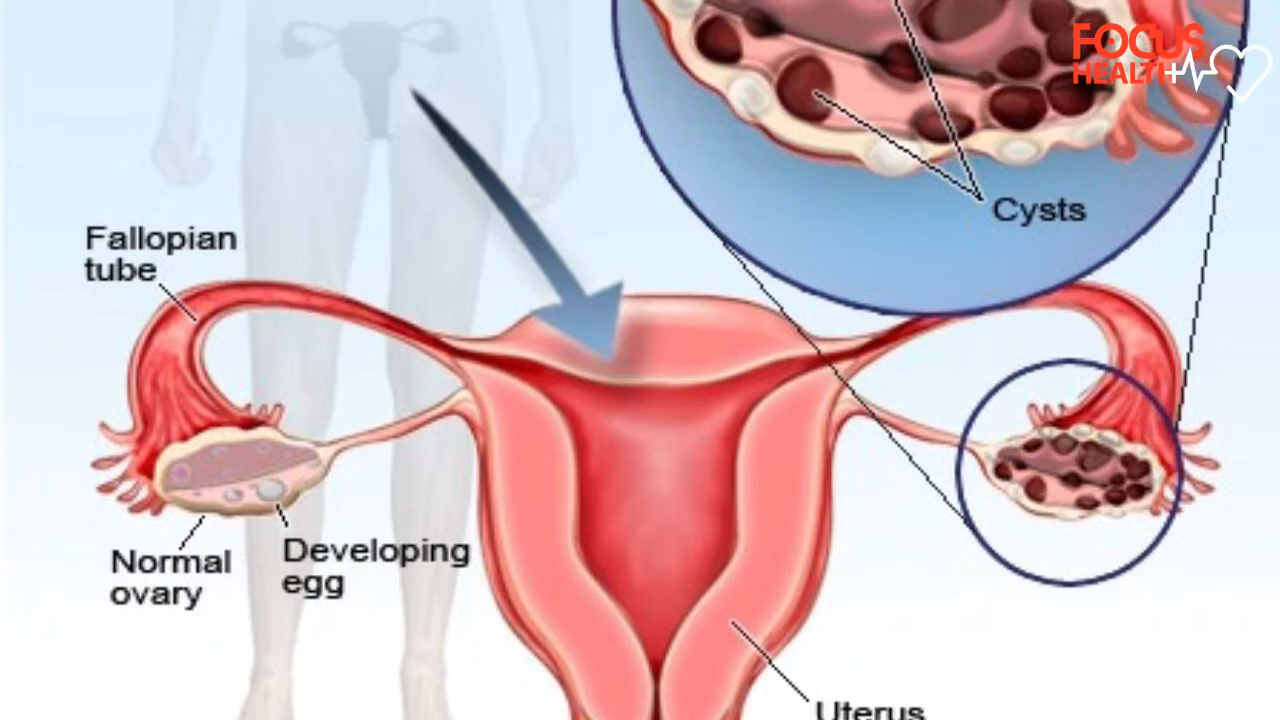 FOCUS
HEALTH
Cysts
Fallopian
tube
Normal
ovary
Developing
egg
Uterus